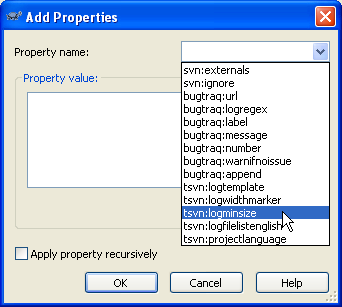 Add Properties
Property name:
Property value:
svn:externals
svn:ignore
bugtraq:url
bugtraq:logregex
bugtraq:label
bugtraq:message
bugtraq:number
bugtraq:warnifnoissue
bugtraq:append
tsvn:logtemplate
tsvn:logwidthmarker
tsvn:logminsize
tsvn:logfilelistenglish
tsvn:projectlanguage
Apply property recursively
OK Cancel Help